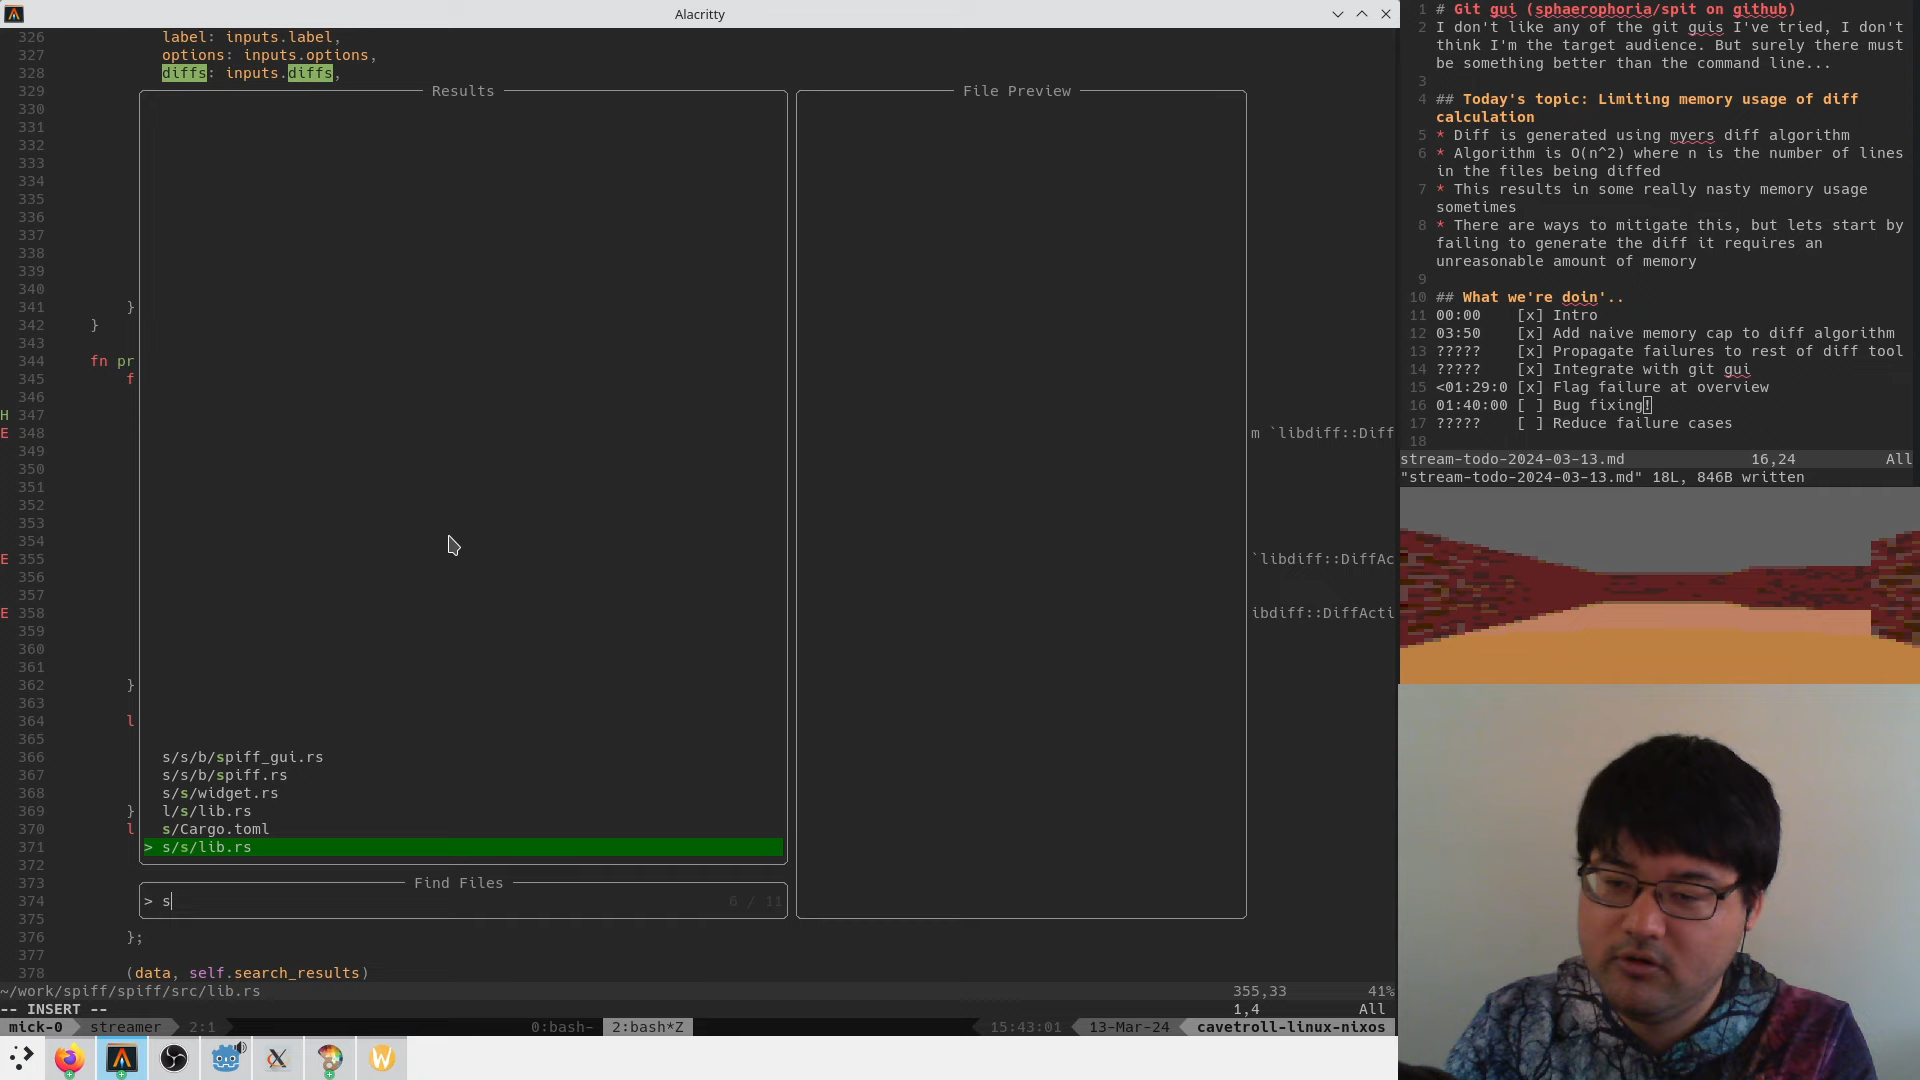 Alacritty
326 label: inputs.label,
327 options: inputs.options,
328 diffs: inputs.diffs,
329
330
331
332
333
334
335
336
337
338
339
340
341 }
342 }
343
344 fn pr
345 f
346
H 347
E 348 m `libdiff::Diff
349
350
351
352
353
354
E 355 `libdiff::DiffAc
356
357
E 358 ibdiff::DiffActi
359
360
361
362 }
363
364 l
365
366
367
368
369 }
370 l
371
372
373
374
375
376 };
377
378 (data, self.search_results)
Results
s/s/b/spiff_gui.rs
s/s/b/spiff.rs
s/s/widget.rs
l/s/lib.rs
s/Cargo.toml
> s/s/lib.rs
Find Files
> s 6 / 11
File Preview
~/work/spiff/spiff/src/lib.rs 355,33 41%
-- INSERT -- 1,4 All
mick-0 streamer 2:1 0:bash- 2:bash*Z 15:43:01 13-Mar-24 cavetroll-linux-nixos
1 # Git gui (sphaerophoria/spit on github)
2 I don't like any of the git guis I've tried, I don't
think I'm the target audience. But surely there must
be something better than the command line...
3
4 ## Today's topic: Limiting memory usage of diff
calculation
5 * Diff is generated using myers diff algorithm
6 * Algorithm is O(n^2) where n is the number of lines
in the files being diffed
7 * This results in some really nasty memory usage
sometimes
8 * There are ways to mitigate this, but lets start by
failing to generate the diff it requires an
unreasonable amount of memory
9
10 ## What we're doin'..
11 00:00 [x] Intro
12 03:50 [x] Add naive memory cap to diff algorithm
13 ????? [x] Propagate failures to rest of diff tool
14 ????? [x] Integrate with git gui
15 <01:29:0 [x] Flag failure at overview
16 01:40:00 [ ] Bug fixing!
17 ????? [ ] Reduce failure cases
18
stream-todo-2024-03-13.md 16,24 All
"stream-todo-2024-03-13.md" 18L, 846B written